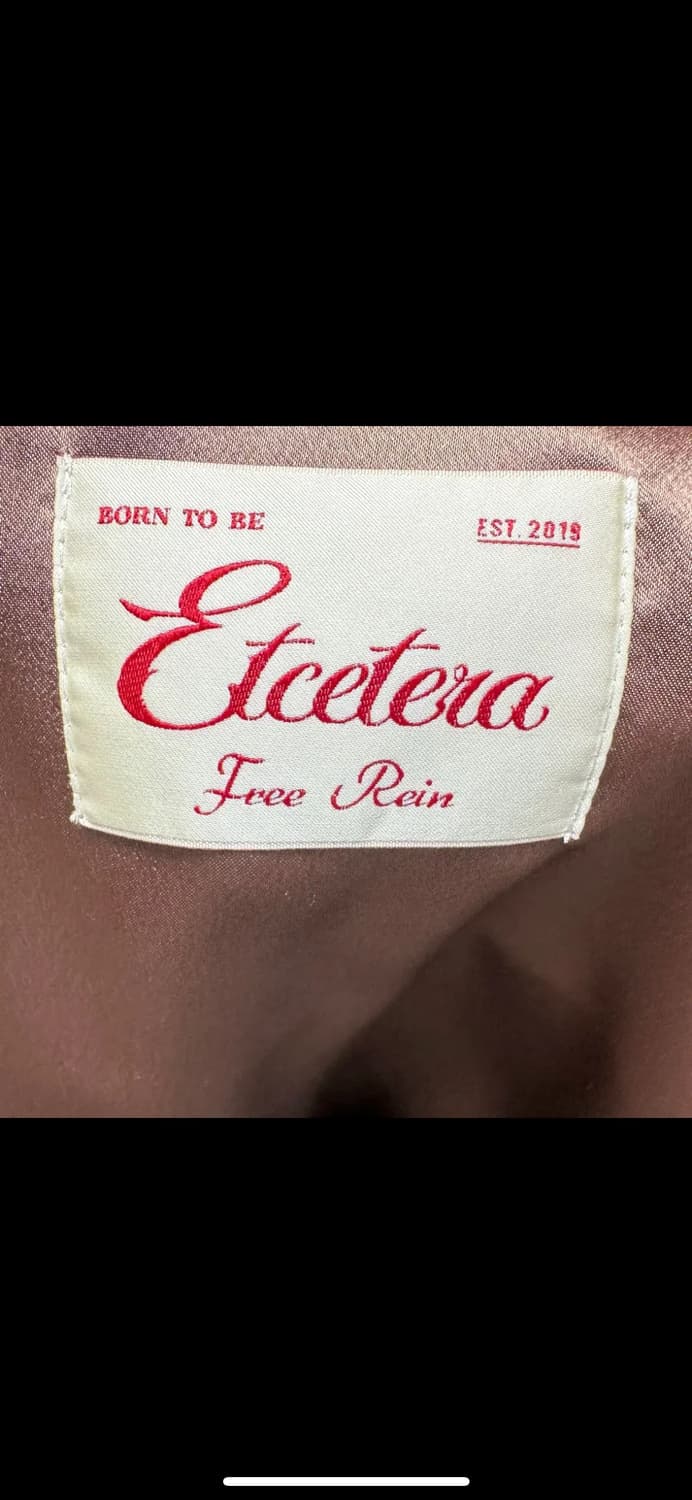 BORN TO BE
EST. 2019
Etcetera
Free Rein